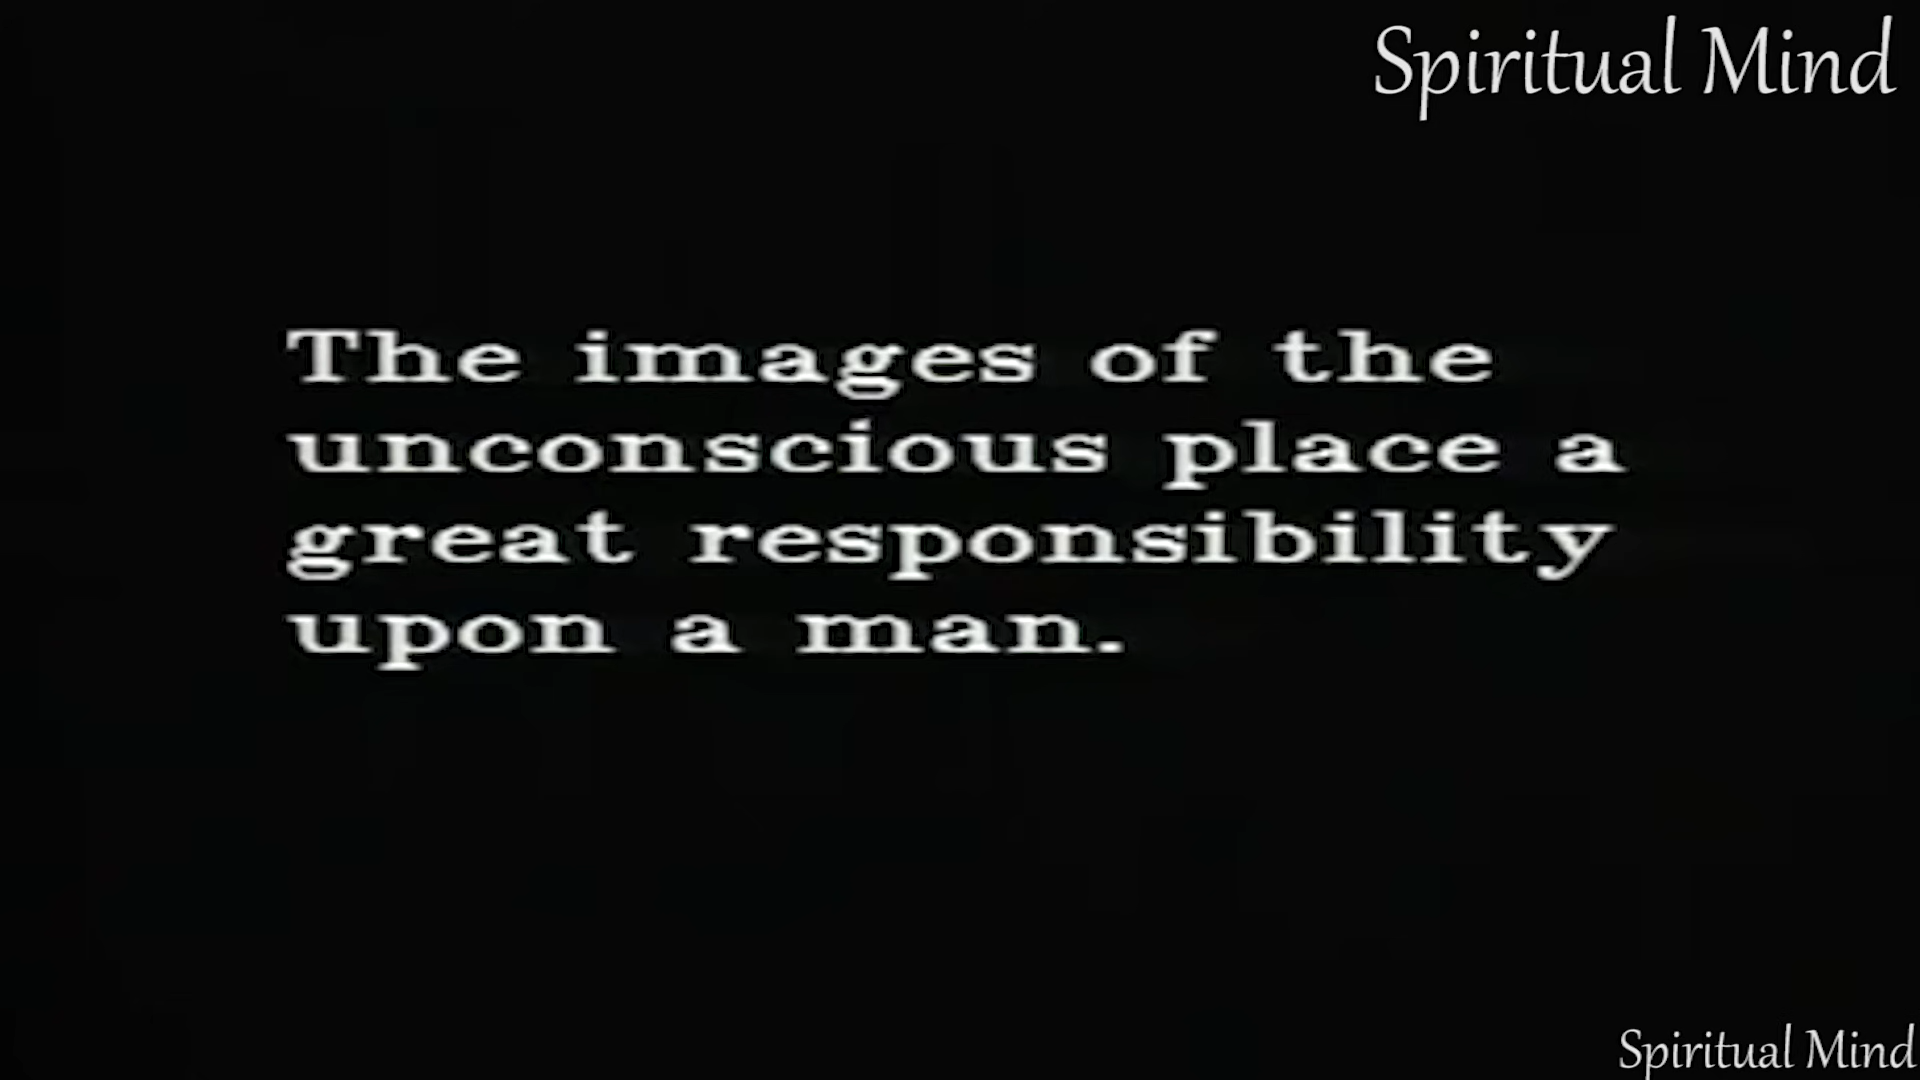 Spiritual Mind
The images of the
unconscious place a
great responsibility
upon a man.
Spiritual Mind